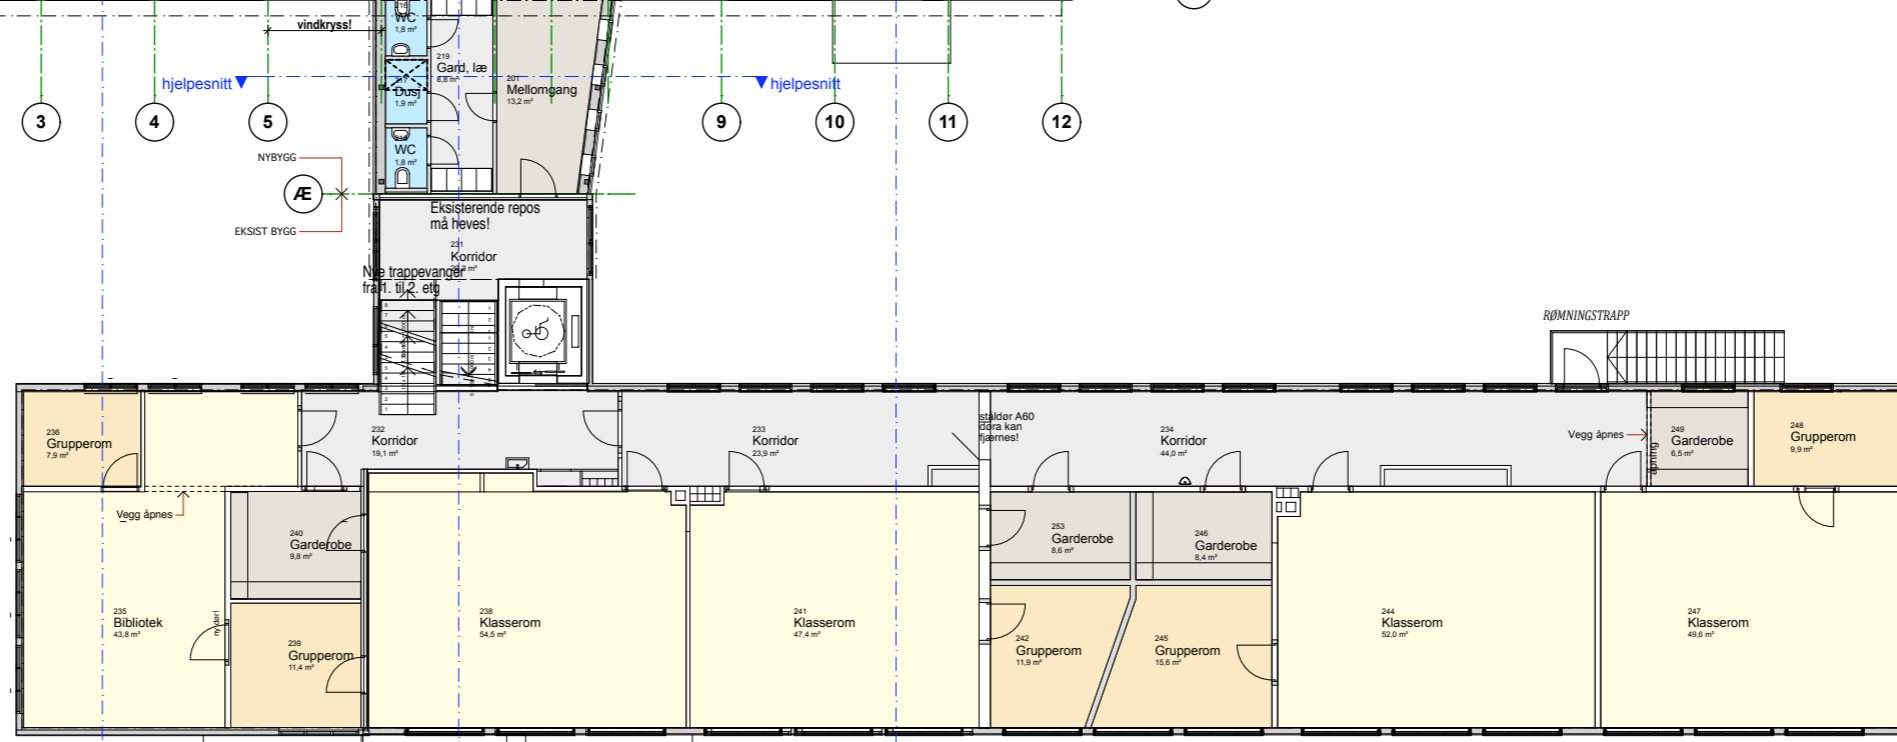 216
WC
1,8 m²
vindkryss!
219
Gard, læ
8,8 m²
201
Mellomgang
13,2 m²
hjelpesnitt
hjelpesnitt
Dusj
1,9 m²
3
4
5
9
10
11
12
WC
1,8 m²
NYBYGG
Æ
EKSIST BYGG
Eksisterende repos
må heves!
231
Korridor
Nye trappevanger
fra 1. til 2. etg
RØMNINGSTRAPP
236
Grupperom
7,9 m²
232
Korridor
19,1 m²
233
Korridor
23,9 m²
ståldør A60
døra kan
fjernes!
234
Korridor
44,0 m²
Vegg åpnes
åpning
249
Garderobe
6,5 m²
248
Grupperom
9,9 m²
Vegg åpnes
240
Garderobe
9,8 m²
253
Garderobe
8,6 m²
246
Garderobe
8,4 m²
235
Bibliotek
43,8 m²
ny dør!
239
Grupperom
11,4 m²
238
Klasserom
54,5 m²
241
Klasserom
47,4 m²
242
Grupperom
11,9 m²
245
Grupperom
15,6 m²
244
Klasserom
52,0 m²
247
Klasserom
49,6 m²